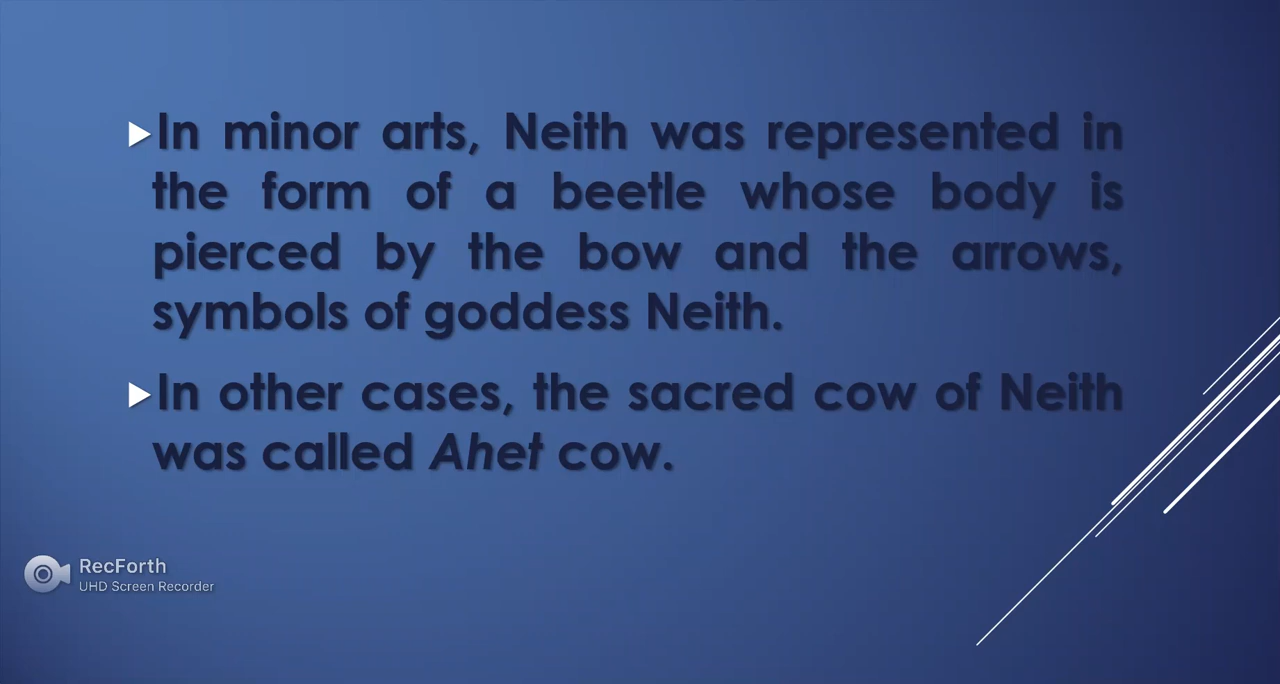 In minor arts, Neith was represented in
the form of a beetle whose body is
pierced by the bow and the arrows,
symbols of goddess Neith.
In other cases, the sacred cow of Neith
was called Ahet cow.
RecForth
UHD Screen Recorder